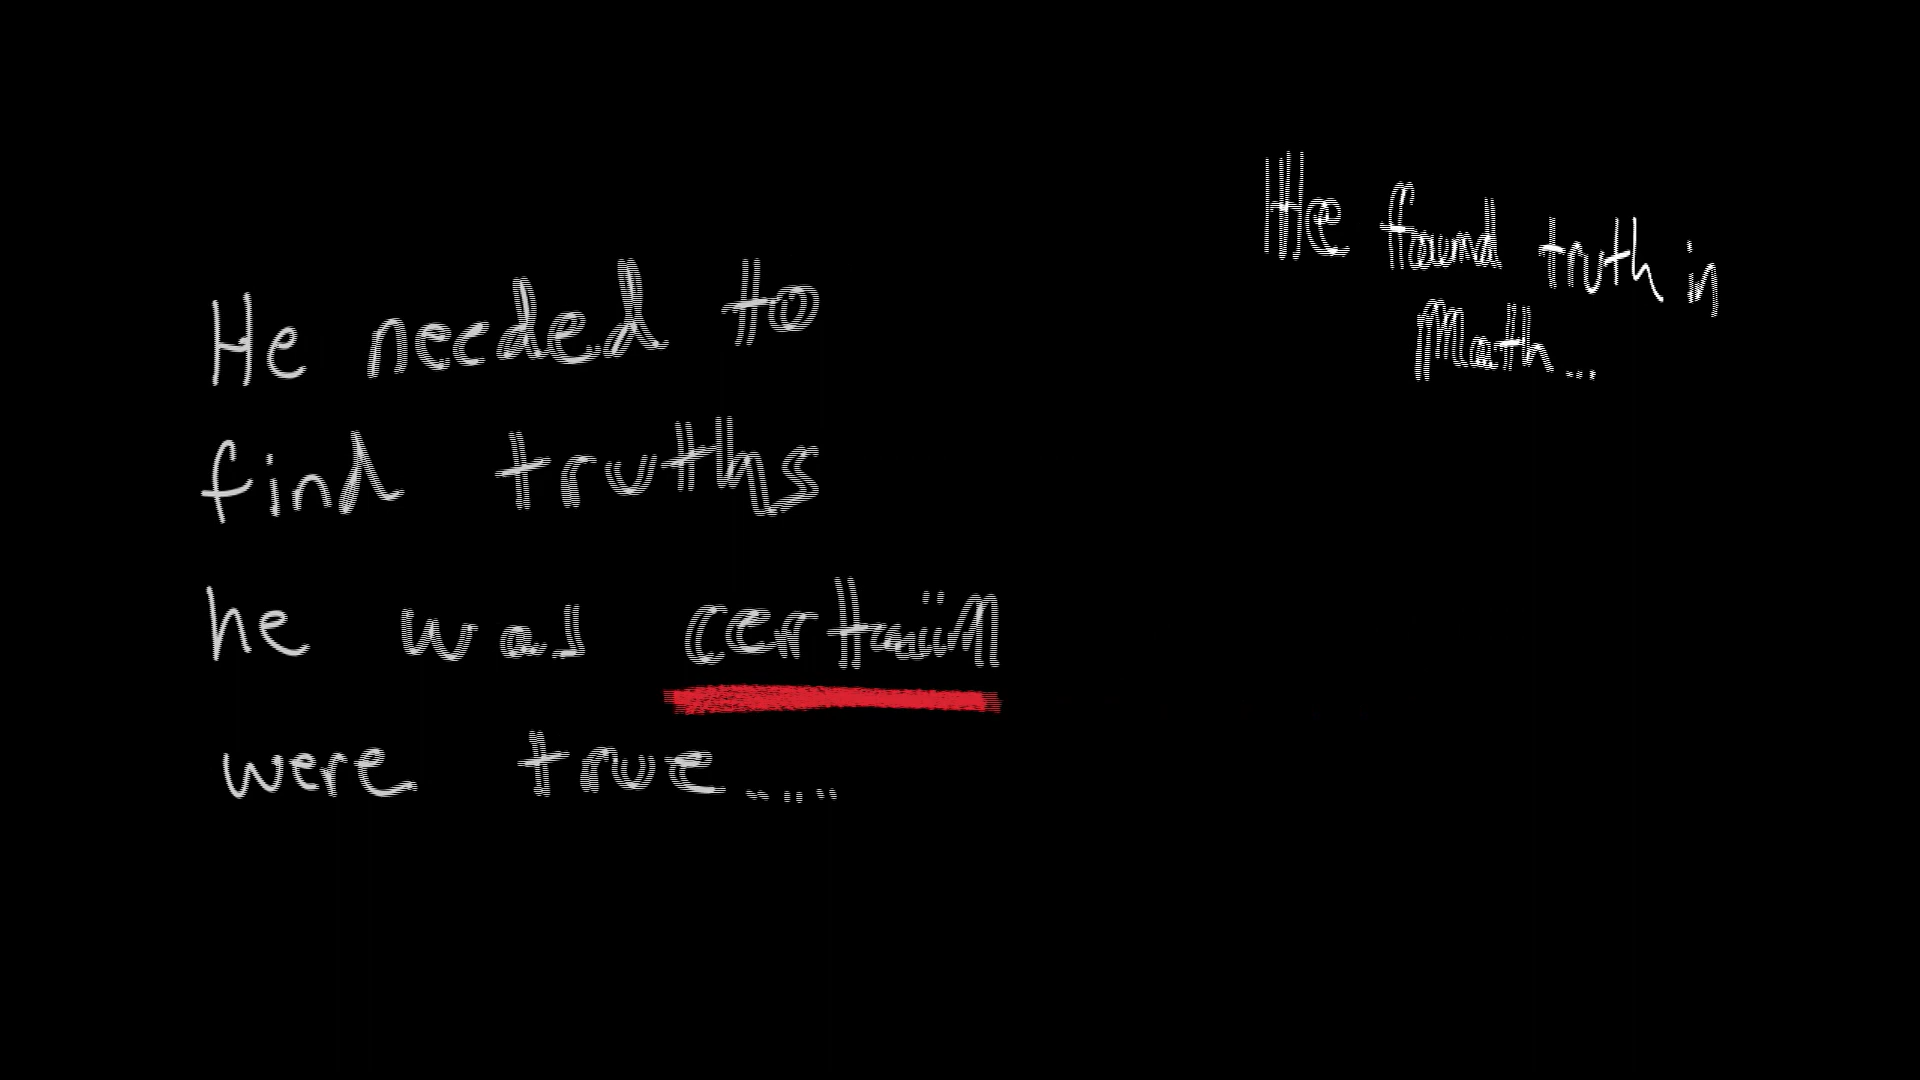 He needed to
find truths
he was certain
were true.....
He found truth in
Math...